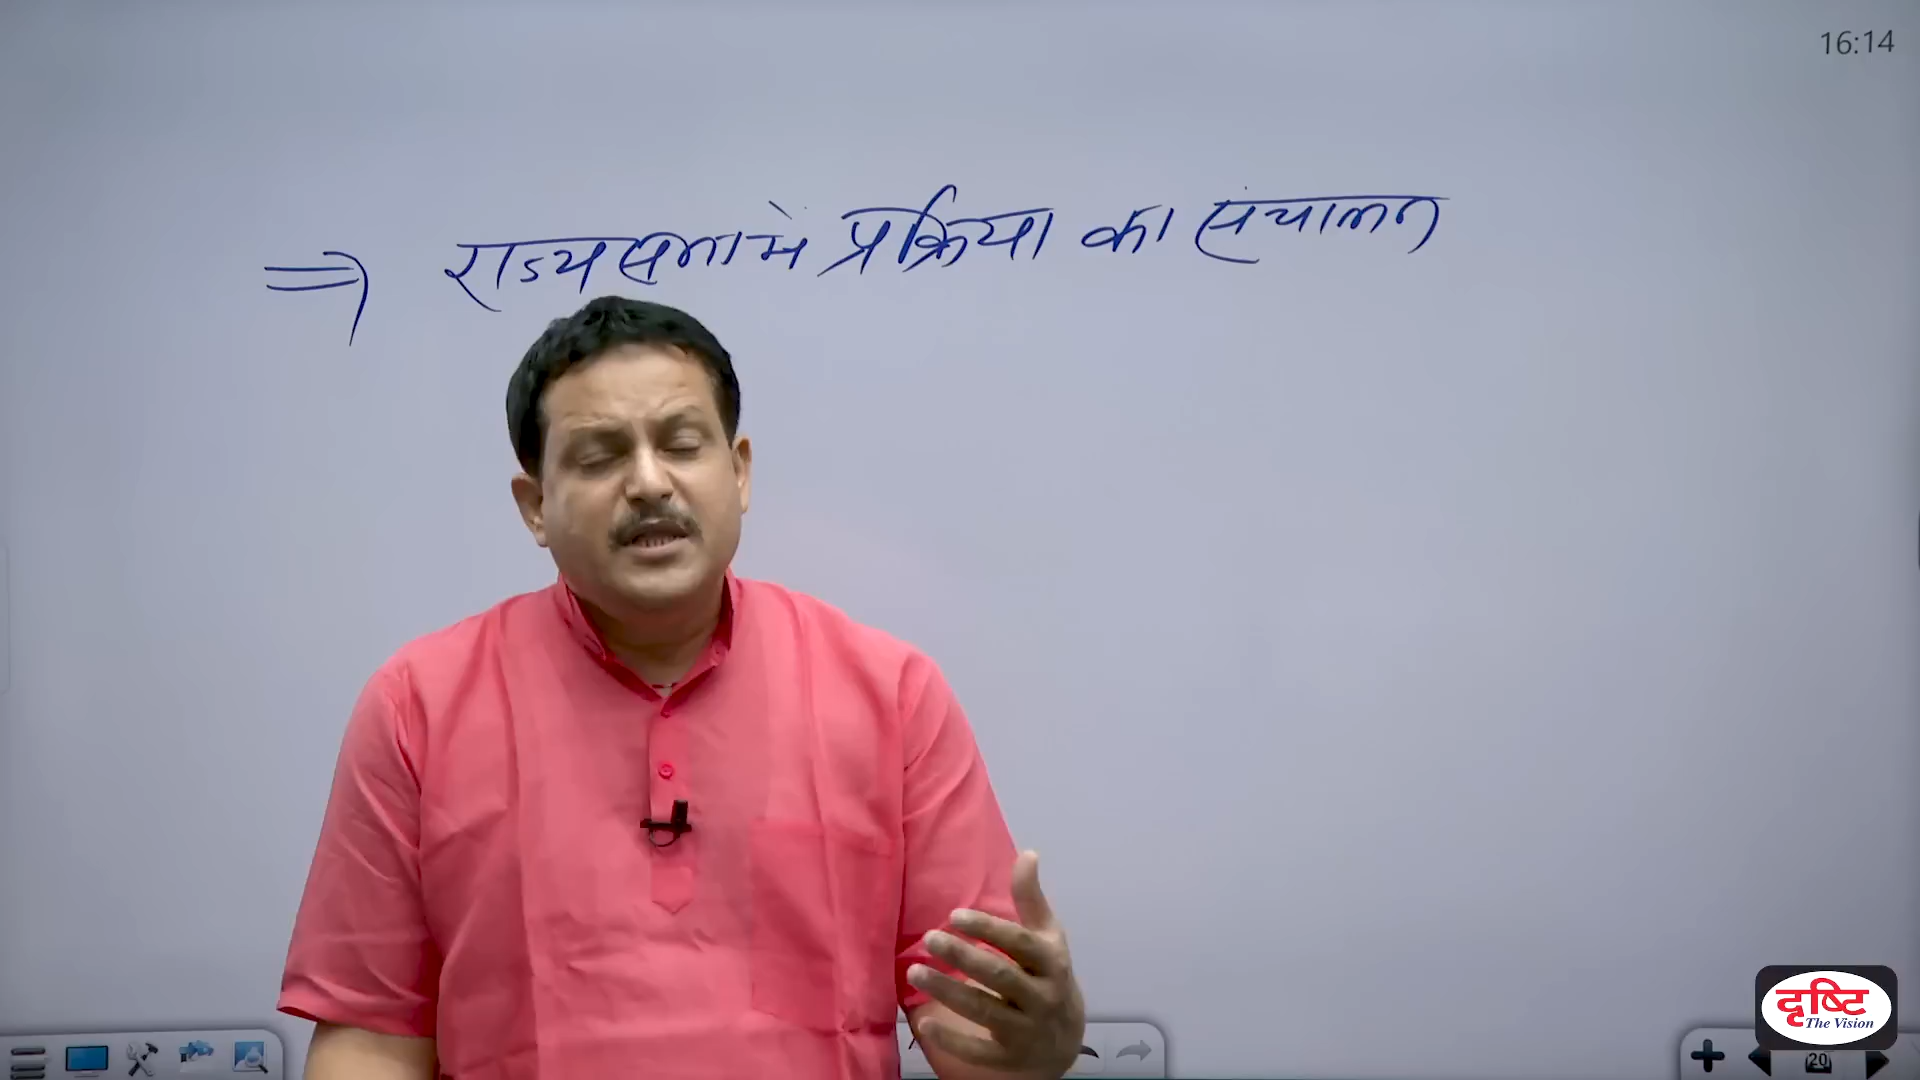 16:14
⇒ राज्यसभा में प्रक्रिया का संचालन
दृष्टि
The Vision
20